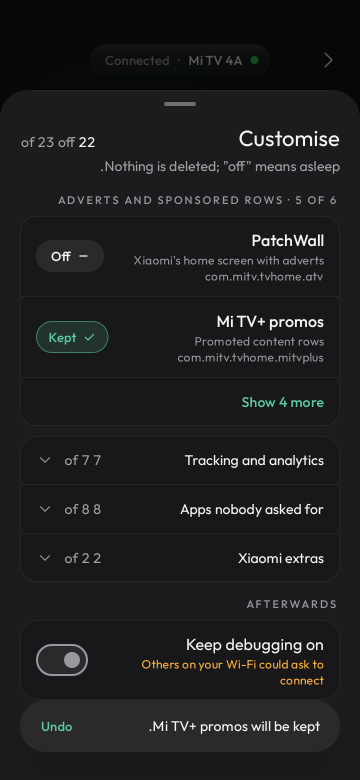 Connected · Mi TV 4A
Customise
of 23 off 22
.Nothing is deleted; "off" means asleep
ADVERTS AND SPONSORED ROWS · 5 OF 6
PatchWall
Off
Xiaomi's home screen with adverts
com.mitv.tvhome.atv
Mi TV+ promos
Kept
Promoted content rows
com.mitv.tvhome.mitvplus
Show 4 more
Tracking and analytics
of 7 7
Apps nobody asked for
of 8 8
Xiaomi extras
of 2 2
AFTERWARDS
Keep debugging on
Others on your Wi-Fi could ask to
connect
.Mi TV+ promos will be kept
Undo